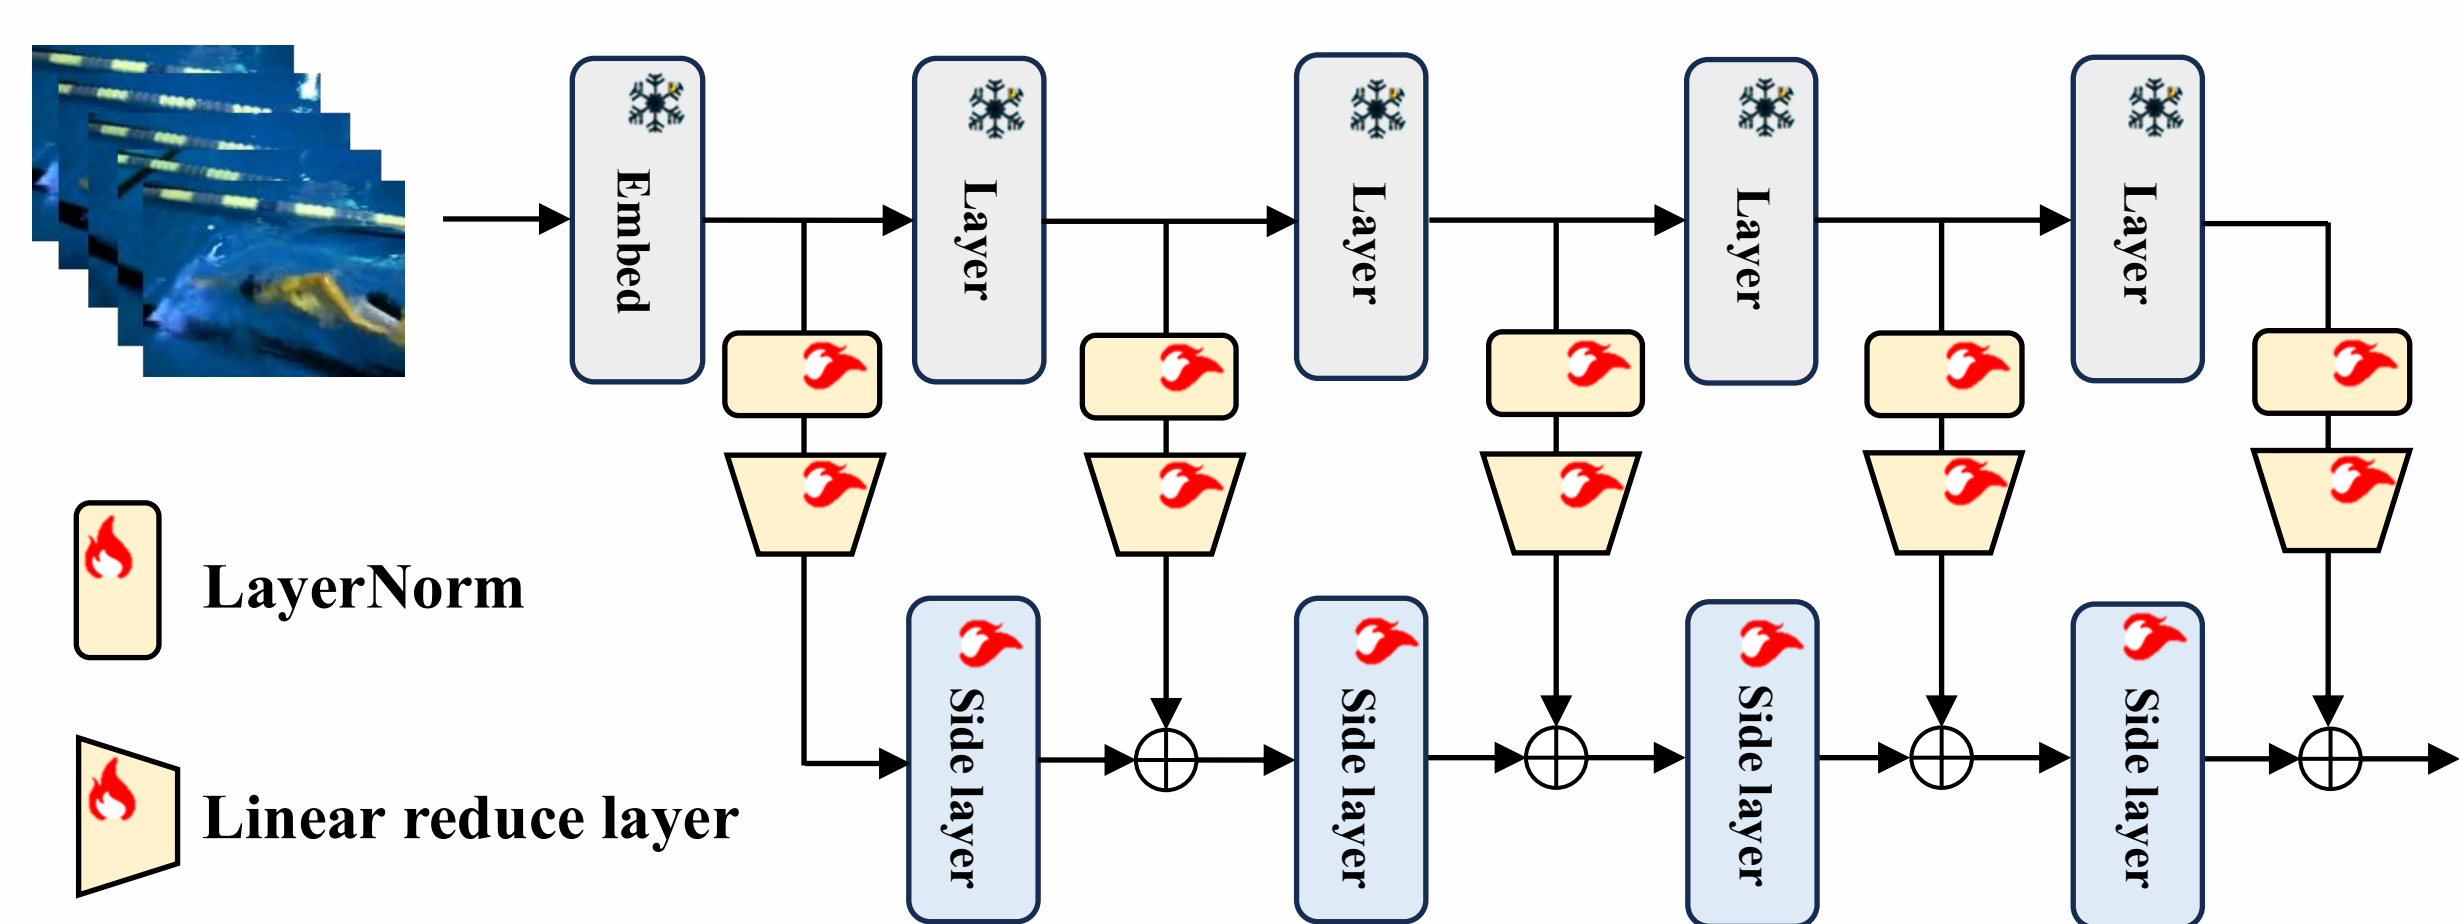 Embed
Layer
Layer
Layer
Layer
LayerNorm
Linear reduce layer
Side layer
Side layer
Side layer
Side layer